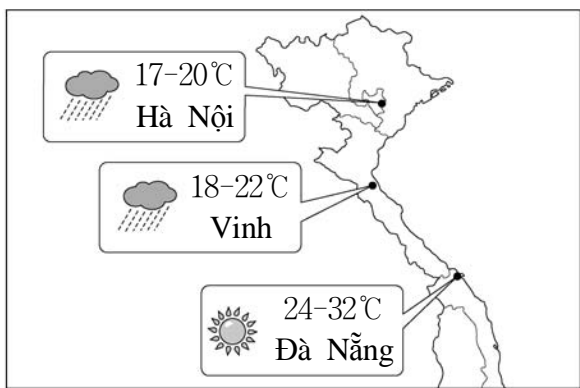 17-20℃
Hà Nội
18-22℃
Vinh
24-32℃
Đà Nẵng